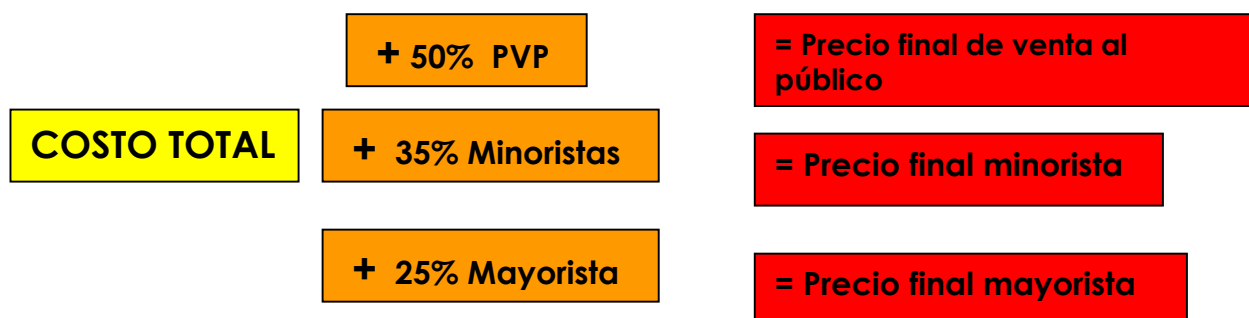 + 50% PVP
= Precio final de venta al
público
COSTO TOTAL
+ 35% Minoristas
= Precio final minorista
+ 25% Mayorista
= Precio final mayorista